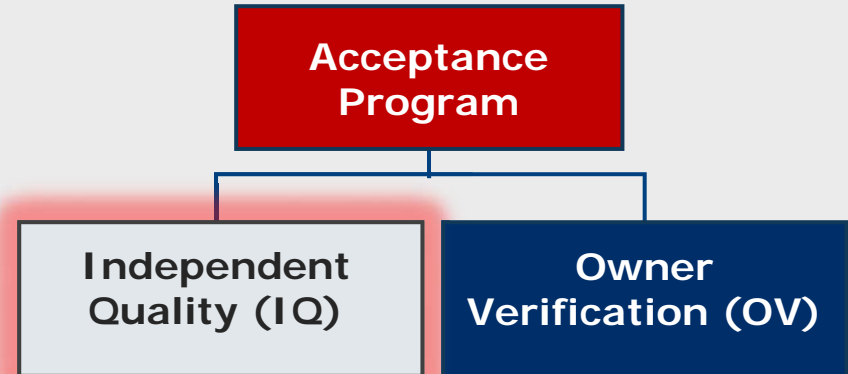 Acceptance
Program
Independent
Quality (IQ)
Owner
Verification (OV)